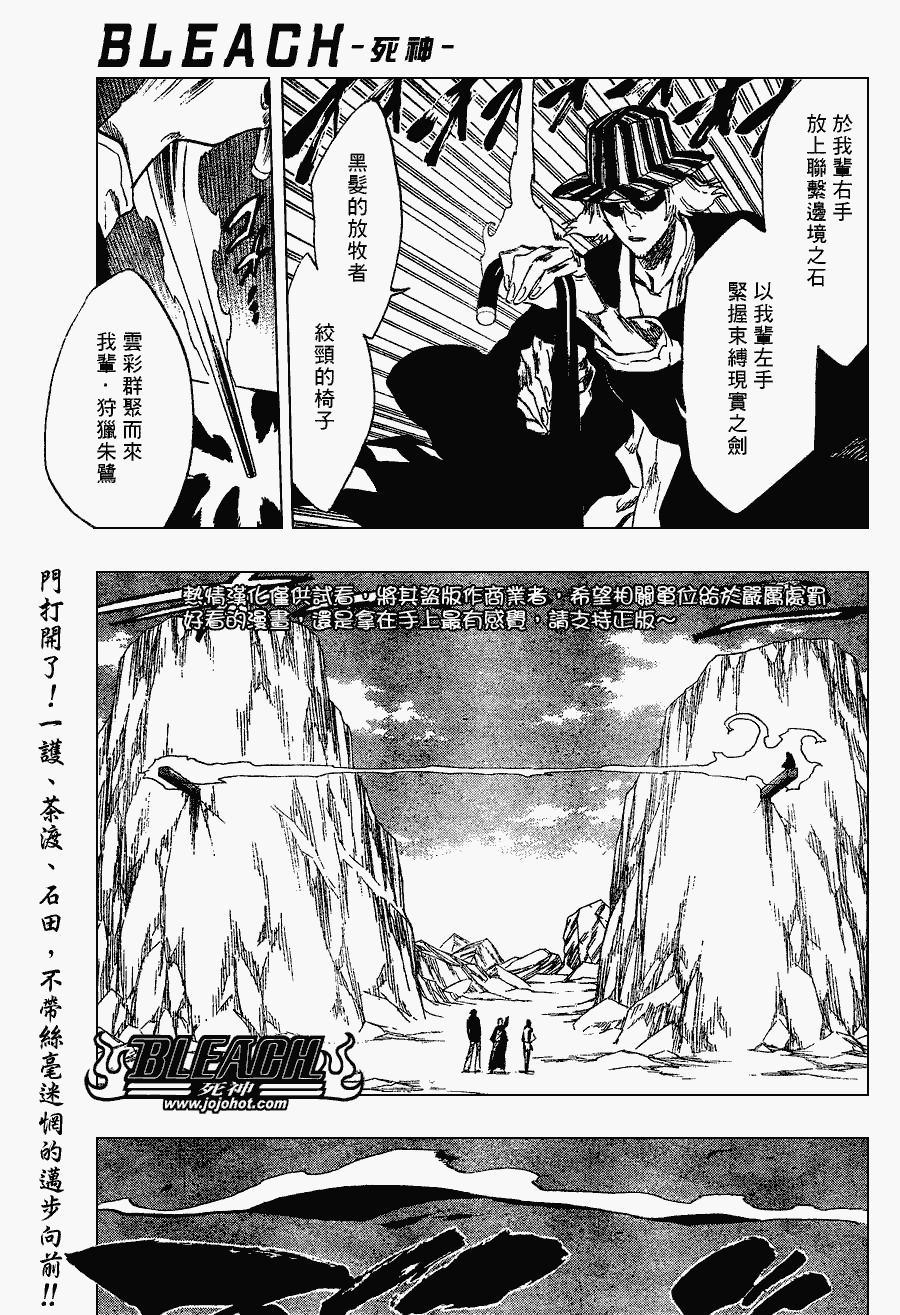 BLEACH-死神-
於我輩右手
放上聯繫邊境之石
以我輩左手
緊握束縛現實之劍
黑髮的放牧者
絞頸的椅子
雲彩群聚而來
我輩．狩獵朱鷺
熱情漢化僅供試看，將其盜版作商業者，希望相關單位給於嚴厲處罰
好看的漫畫，還是拿在手上最有感覺，請支持正版～
門打開了！一護、茶渡、石田，不帶絲毫迷惘的邁步向前!!
BLEACH
死神
www.jojohot.com